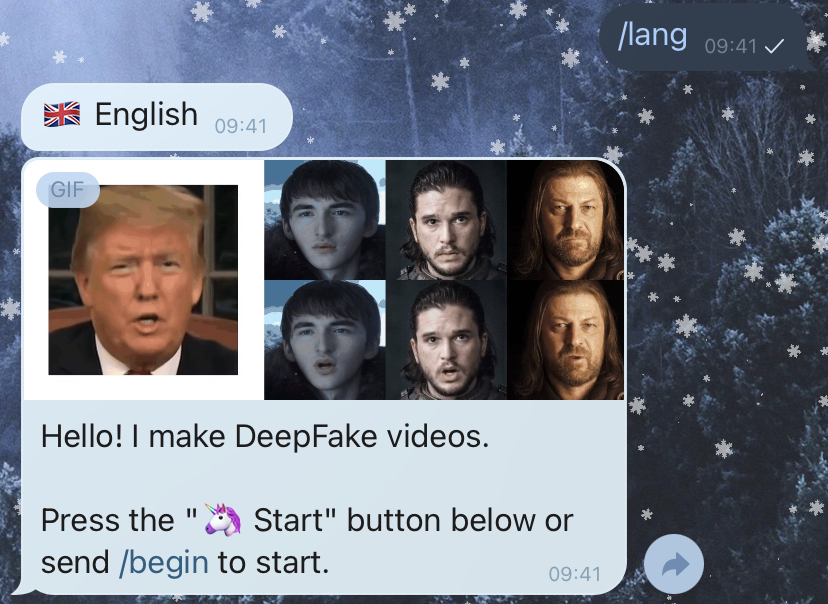 /lang 09:41
English 09:41
GIF
Hello! I make DeepFake videos.
Press the "🦄 Start" button below or
send /begin to start.
09:41